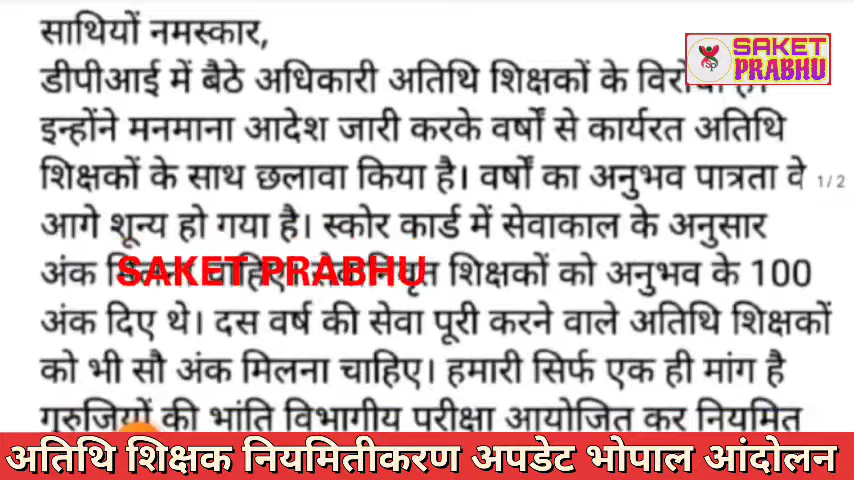 साथियों नमस्कार,
डीपीआई में बैठे अधिकारी अतिथि शिक्षकों के
इन्होंने मनमाना आदेश जारी करके वर्षों से कार्यरत अतिथि
शिक्षकों के साथ छलावा किया है। वर्षों का अनुभव पात्रता
आगे शून्य हो गया है। स्कोर कार्ड में सेवाकाल के अनुसार
अंक शिक्षकों को अनुभव के 100
अंक दिए थे। दस वर्ष की सेवा पूरी करने वाले अतिथि शिक्षकों
को भी सौ अंक मिलना चाहिए। हमारी सिर्फ एक ही मांग है
गुरुजियों की भांति विभागीय परीक्षा आयोजित कर नियमित
SAKET
PRABHU
SP
1/2
SAKET PRABHU
अतिथि शिक्षक नियमितीकरण अपडेट भोपाल आंदोलन